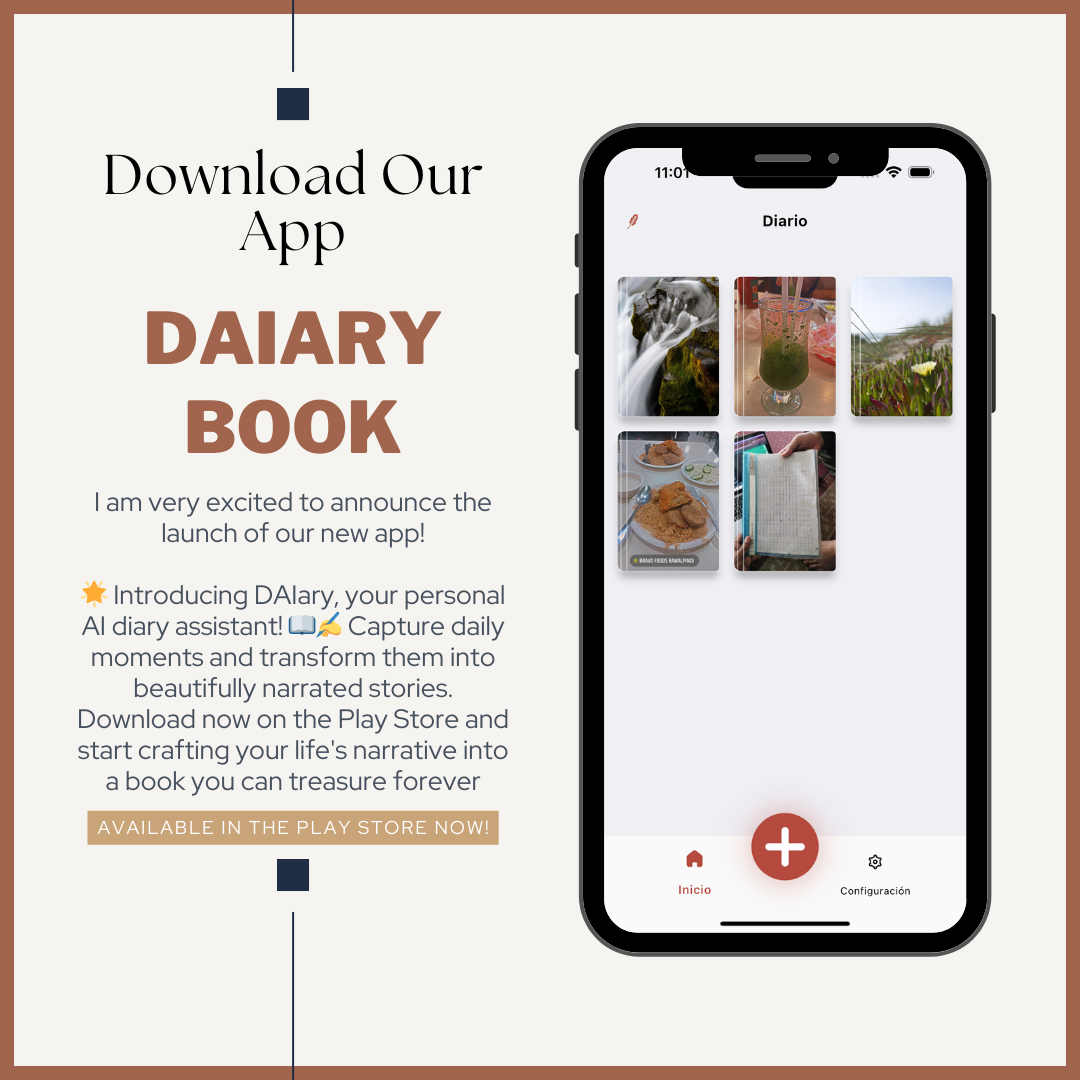 Download Our
App
DAIARY
BOOK
I am very excited to announce the
launch of our new app!
🌟 Introducing DAIary, your personal
AI diary assistant! 📖✍️ Capture daily
moments and transform them into
beautifully narrated stories.
Download now on the Play Store and
start crafting your life's narrative into
a book you can treasure forever
AVAILABLE IN THE PLAY STORE NOW!
11:01
Diario
BRAVO FOODS RAWALPINDI
Inicio
Configuración